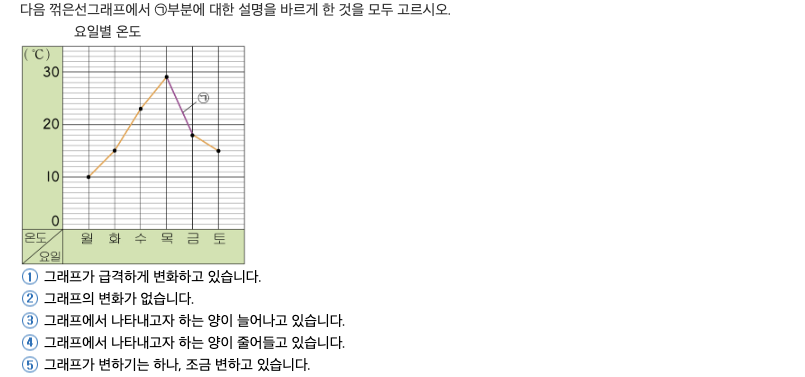 다음 꺾은선그래프에서 ㉠부분에 대한 설명을 바르게 한 것을 모두 고르시오.
요일별 온도
(℃)
30
20
10
0
㉠
온도
월 화 수 목 금 토
요일
① 그래프가 급격하게 변화하고 있습니다.
② 그래프의 변화가 없습니다.
③ 그래프에서 나타내고자 하는 양이 늘어나고 있습니다.
④ 그래프에서 나타내고자 하는 양이 줄어들고 있습니다.
⑤ 그래프가 변하기는 하나, 조금 변하고 있습니다.